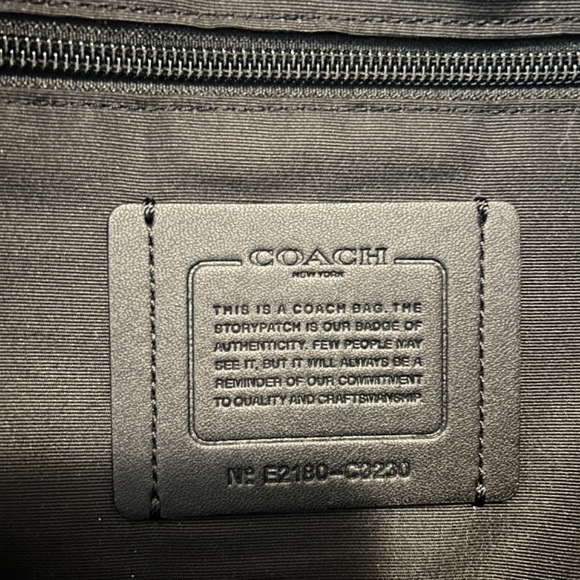 COACH
NEW YORK
THIS IS A COACH BAG. THE
STORYPATCH IS OUR BADGE OF
AUTHENTICITY. FEW PEOPLE MAY
SEE IT, BUT IT WILL ALWAYS BE A
REMINDER OF OUR COMMITMENT
TO QUALITY AND CRAFTSMANSHIP.
Nº E2180-C0230